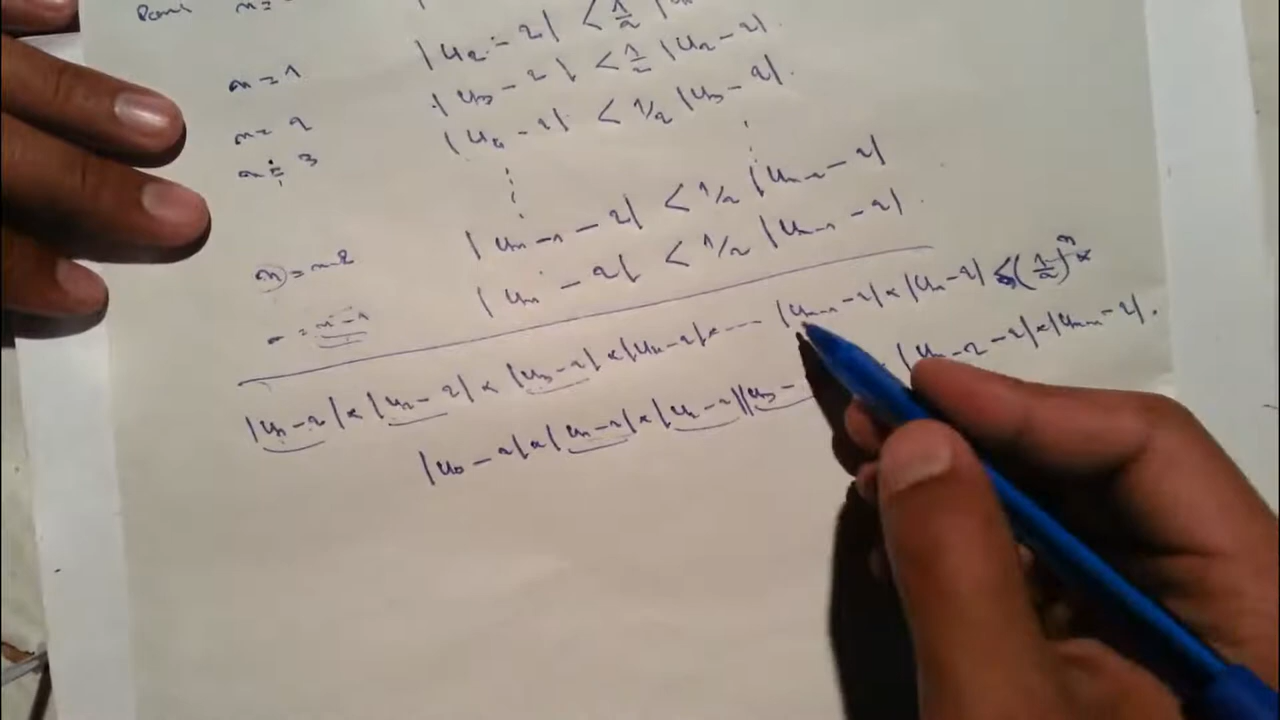 Pour n =
|u₂ - 2| < 1/2 |u
n = 1 |u₃ - 2| < 1/2 |u₂ - 2|
n = 2 |u₄ - 2| < 1/2 |u₃ - 2|
n = 3
|uₙ₋₁ - 2| < 1/2 |uₙ₋₂ - 2|
n = n-2 |uₙ - 2| < 1/2 |uₙ₋₁ - 2|
n = n-1
|u₁ - 2| × |u₂ - 2| × |u₃ - 2| × |u₄ - 2| × ---- |uₙ₋₁ - 2| × |uₙ - 2| ≤ (1/2)ⁿ ×
|u₀ - 2| × |u₁ - 2| × |u₂ - 2||u₃ - |uₙ₋₂ - 2| × |uₙ₋₁ - 2|.